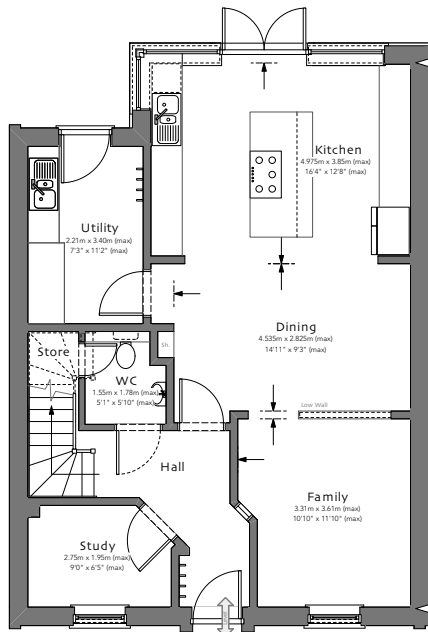 Kitchen
4.975m x 3.85m (max)
16'4" x 12'8" (max)
Utility
2.21m x 3.40m (max)
7'3" x 11'2" (max)
Dining
4.535m x 2.825m (max)
14'11" x 9'3" (max)
Store
Sh.
WC
1.55m x 1.78m (max)
5'1" x 5'10" (max)
Low Wall
Hall
Family
3.31m x 3.61m (max)
10'10" x 11'10" (max)
Study
2.75m x 1.95m (max)
9'0" x 6'5" (max)